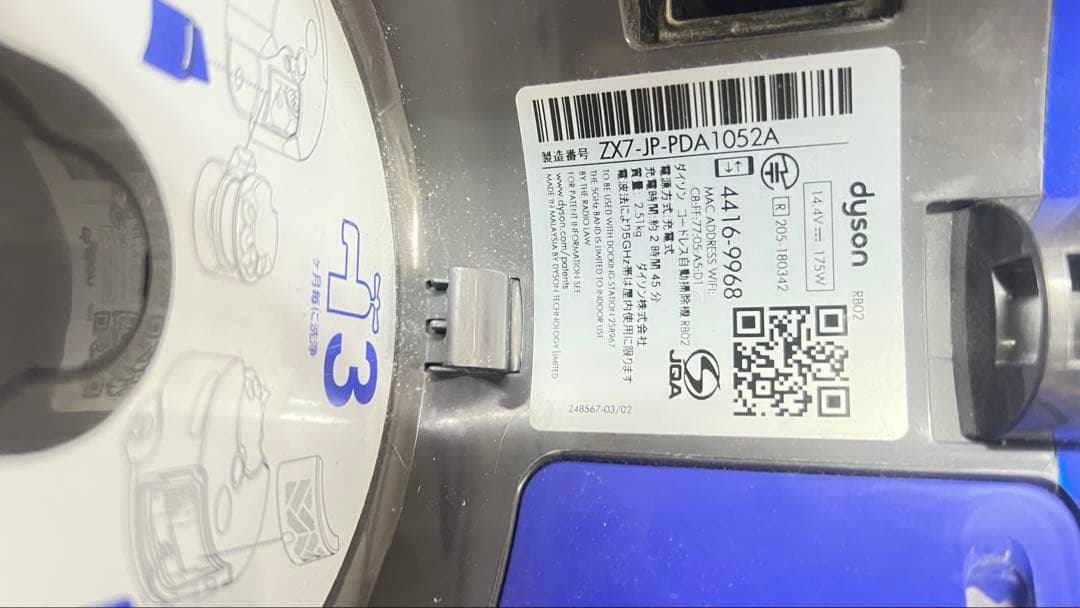 製造番号 ZX7-JP-PDA1052A
dyson
RB02
14.4V⎓ 175W
R 205-180342
4416-9968
MAC ADDRESS WIFI:
C8:FF:77:05:A5:D1
ダイソン コードレス自動掃除機 RB02
電源方式:充電式
充電時間:約 2 時間 45 分
質量: 2.51kg ダイソン株式会社
電波法により5GHz帯は屋内使用に限ります
TO BE USED WITH DOCKING STATION 258967
THE 5GHz BAND IS LIMITED TO INDOOR USE
BY THE RADIO LAW
FOR PATENT INFORMATION SEE
www.dyson.com/patents
MADE IN MALAYSIA BY DYSON TECHNOLOGY LIMITED
JBA
248567-03/02
3
ヶ月毎に洗浄